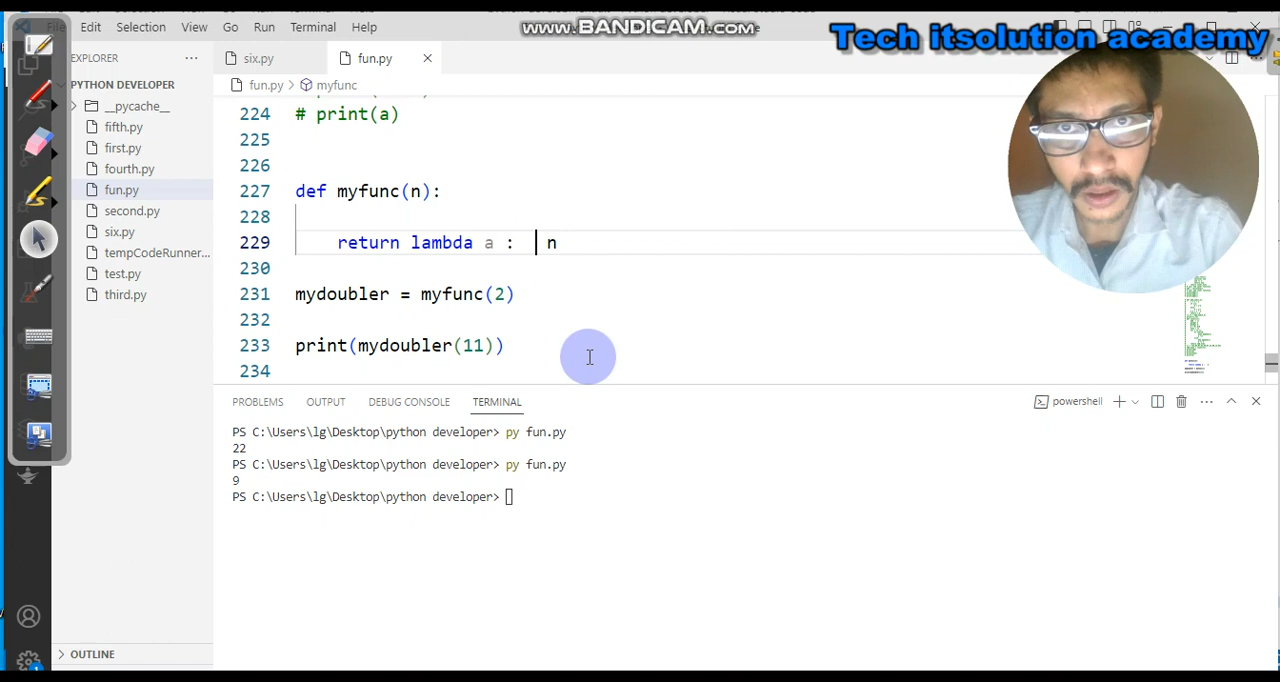 File Edit Selection View Go Run Terminal Help
www.BANDICAM.com
Tech itsolution academy
EXPLORER ···
six.py
fun.py
PYTHON DEVELOPER
fun.py > myfunc
__pycache__
fifth.py
first.py
fourth.py
fun.py
second.py
six.py
tempCodeRunner...
test.py
third.py
224 # print(a)
225
226
227 def myfunc(n):
228
229 return lambda a : n
230
231 mydoubler = myfunc(2)
232
233 print(mydoubler(11))
234
PROBLEMS OUTPUT DEBUG CONSOLE TERMINAL
powershell
PS C:\Users\lg\Desktop\python developer> py fun.py
22
PS C:\Users\lg\Desktop\python developer> py fun.py
9
PS C:\Users\lg\Desktop\python developer>
OUTLINE